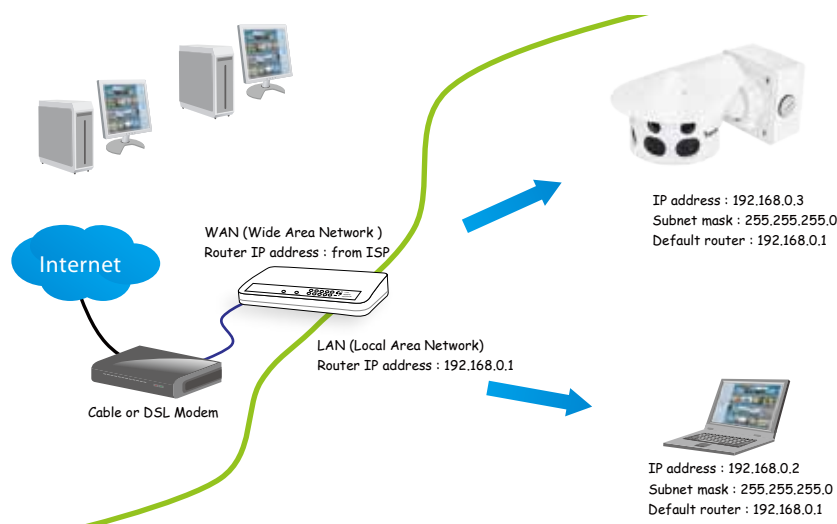 WAN (Wide Area Network )
Router IP address : from ISP
Internet
LAN (Local Area Network)
Router IP address : 192.168.0.1
Cable or DSL Modem
IP address : 192.168.0.3
Subnet mask : 255.255.255.0
Default router : 192.168.0.1
IP address : 192.168.0.2
Subnet mask : 255.255.255.0
Default router : 192.168.0.1